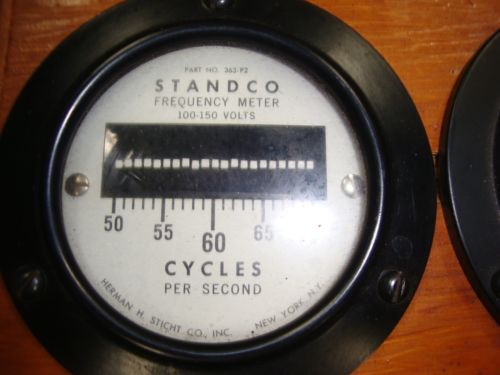 PART NO. 363-P2
STANDCO
FREQUENCY METER
100-150 VOLTS
50 55 60 65
CYCLES
PER SECOND
HERMAN H. STICHT CO., INC. NEW YORK, N.Y.